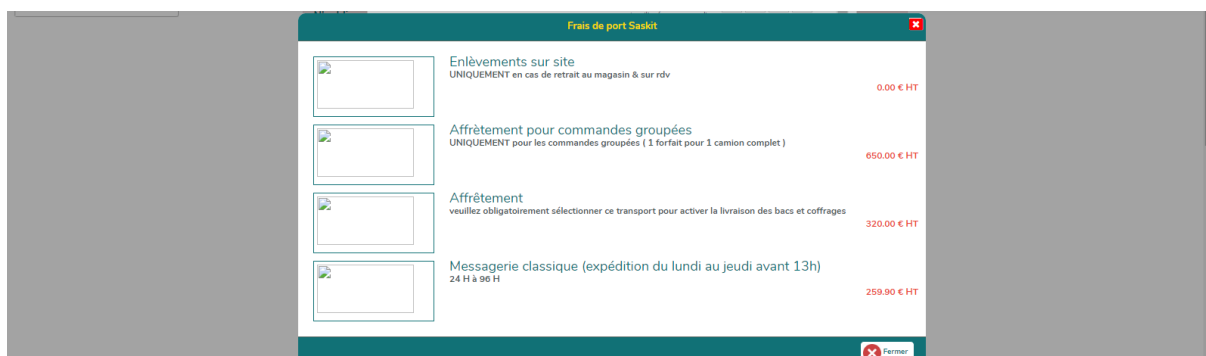 Frais de port Saskit
Enlèvements sur site
UNIQUEMENT en cas de retrait au magasin & sur rdv
0.00 € HT
Affrètement pour commandes groupées
UNIQUEMENT pour les commandes groupées ( 1 forfait pour 1 camion complet )
650.00 € HT
Affrêtement
veuillez obligatoirement sélectionner ce transport pour activer la livraison des bacs et coffrages
320.00 € HT
Messagerie classique (expédition du lundi au jeudi avant 13h)
24 H à 96 H
259.90 € HT
Fermer